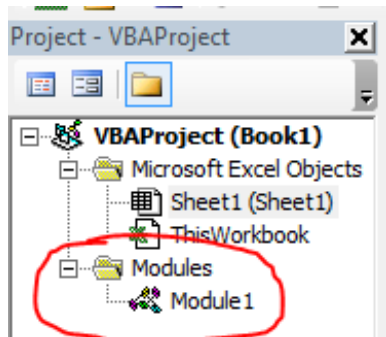 Project - VBAProject
VBAProject (Book1)
Microsoft Excel Objects
Sheet1 (Sheet1)
ThisWorkbook
Modules
Module1